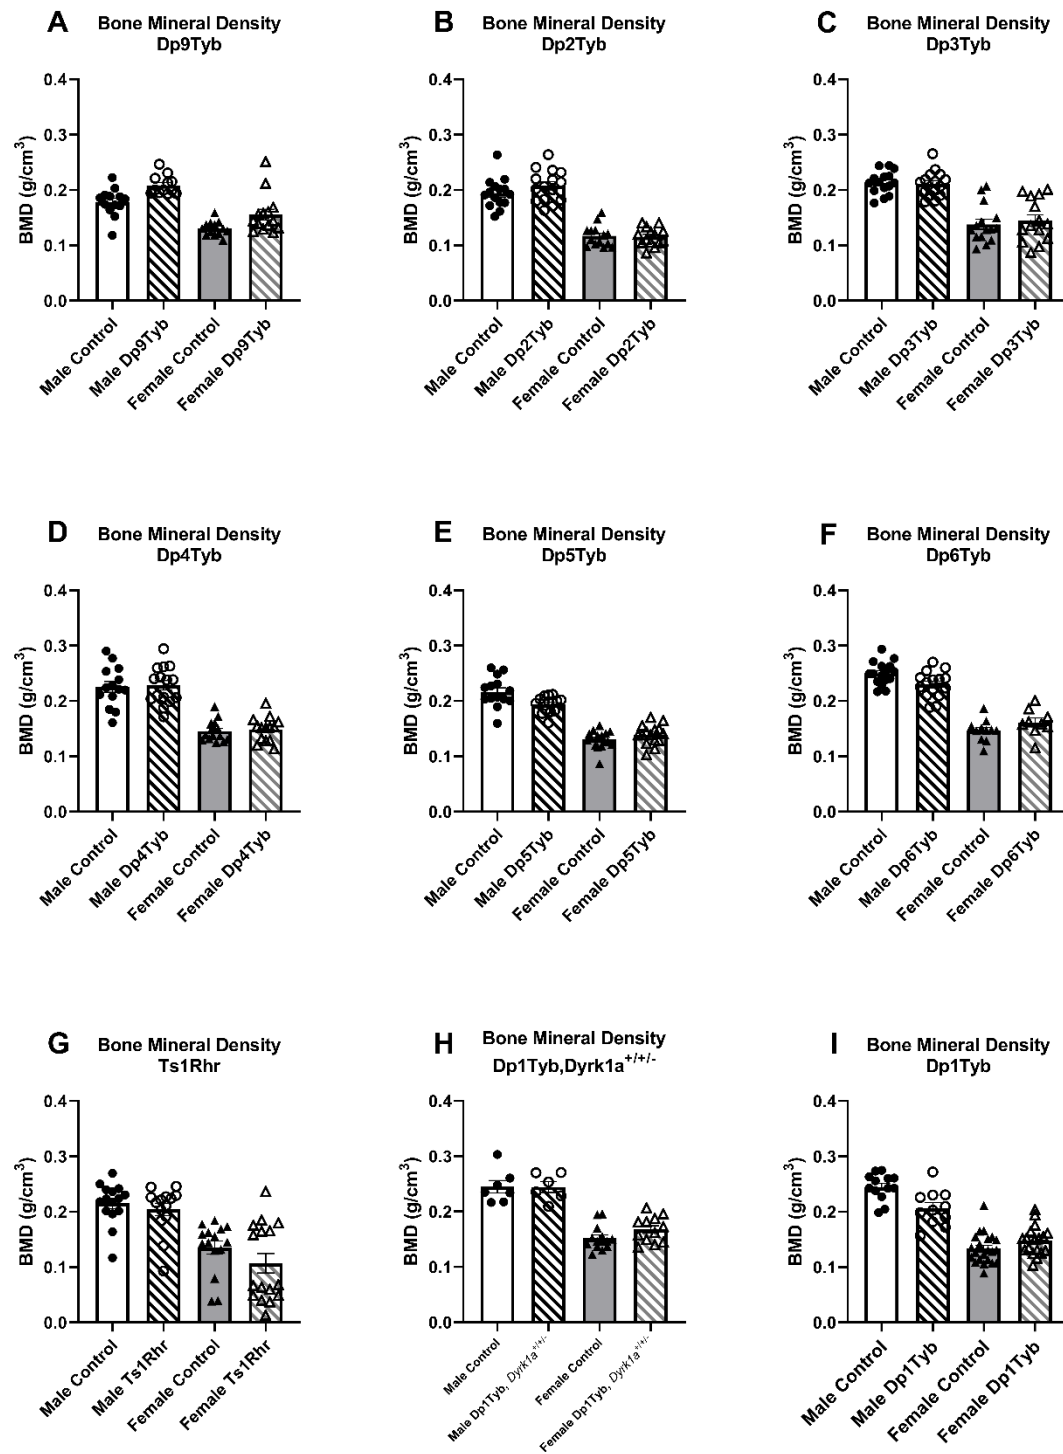 A
Bone Mineral Density
Dp9Tyb
BMD (g/cm³)
0.4
0.3
0.2
0.1
0.0
Male Control
Male Dp9Tyb
Female Control
Female Dp9Tyb
B
Bone Mineral Density
Dp2Tyb
BMD (g/cm³)
0.4
0.3
0.2
0.1
0.0
Male Control
Male Dp2Tyb
Female Control
Female Dp2Tyb
C
Bone Mineral Density
Dp3Tyb
BMD (g/cm³)
0.4
0.3
0.2
0.1
0.0
Male Control
Male Dp3Tyb
Female Control
Female Dp3Tyb
D
Bone Mineral Density
Dp4Tyb
BMD (g/cm³)
0.4
0.3
0.2
0.1
0.0
Male Control
Male Dp4Tyb
Female Control
Female Dp4Tyb
E
Bone Mineral Density
Dp5Tyb
BMD (g/cm³)
0.4
0.3
0.2
0.1
0.0
Male Control
Male Dp5Tyb
Female Control
Female Dp5Tyb
F
Bone Mineral Density
Dp6Tyb
BMD (g/cm³)
0.4
0.3
0.2
0.1
0.0
Male Control
Male Dp6Tyb
Female Control
Female Dp6Tyb
G
Bone Mineral Density
Ts1Rhr
BMD (g/cm³)
0.4
0.3
0.2
0.1
0.0
Male Control
Male Ts1Rhr
Female Control
Female Ts1Rhr
H
Bone Mineral Density
Dp1Tyb,Dyrk1a⁺/⁺/⁻
BMD (g/cm³)
0.4
0.3
0.2
0.1
0.0
Male Control
Male Dp1Tyb, Dyrk1a⁺/⁺/⁻
Female Control
Female Dp1Tyb, Dyrk1a⁺/⁺/⁻
I
Bone Mineral Density
Dp1Tyb
BMD (g/cm³)
0.4
0.3
0.2
0.1
0.0
Male Control
Male Dp1Tyb
Female Control
Female Dp1Tyb